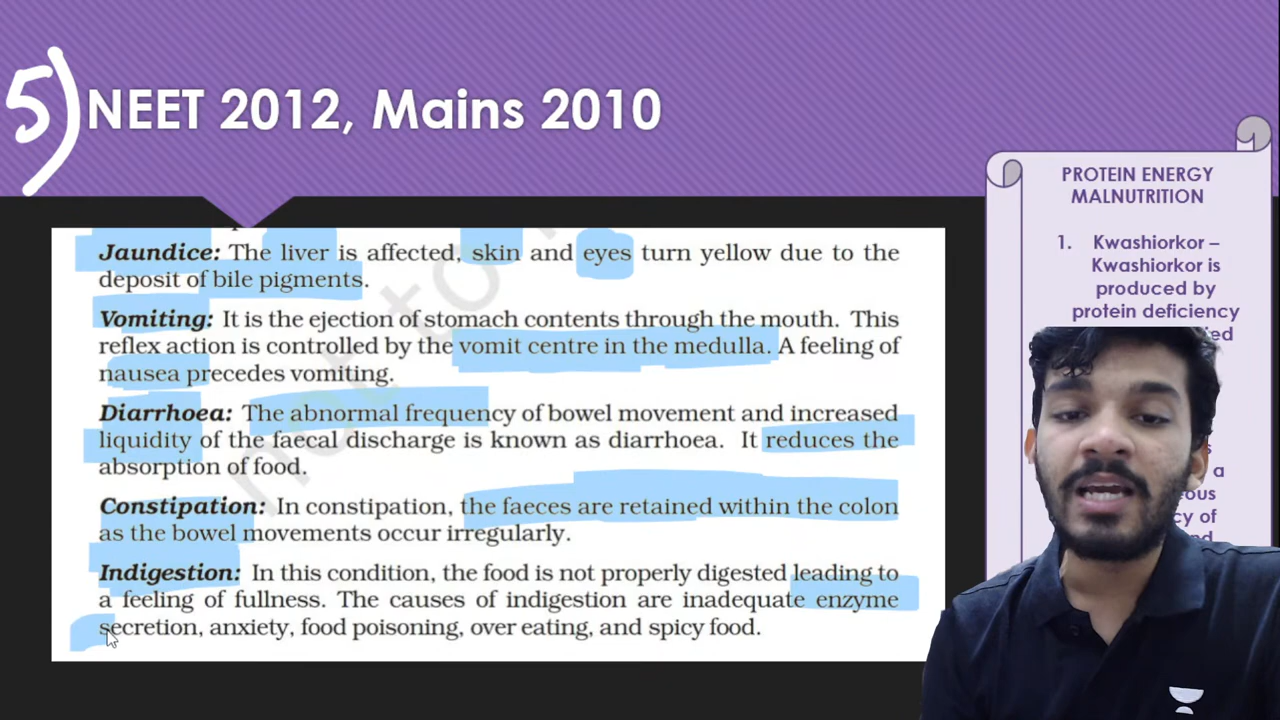 5)
NEET 2012, Mains 2010
Jaundice: The liver is affected, skin and eyes turn yellow due to the
deposit of bile pigments.
Vomiting: It is the ejection of stomach contents through the mouth. This
reflex action is controlled by the vomit centre in the medulla. A feeling of
nausea precedes vomiting.
Diarrhoea: The abnormal frequency of bowel movement and increased
liquidity of the faecal discharge is known as diarrhoea. It reduces the
absorption of food.
Constipation: In constipation, the faeces are retained within the colon
as the bowel movements occur irregularly.
Indigestion: In this condition, the food is not properly digested leading to
a feeling of fullness. The causes of indigestion are inadequate enzyme
secretion, anxiety, food poisoning, over eating, and spicy food.
not to
PROTEIN ENERGY
MALNUTRITION
1. Kwashiorkor –
Kwashiorkor is
produced by
protein deficiency
a
cy of